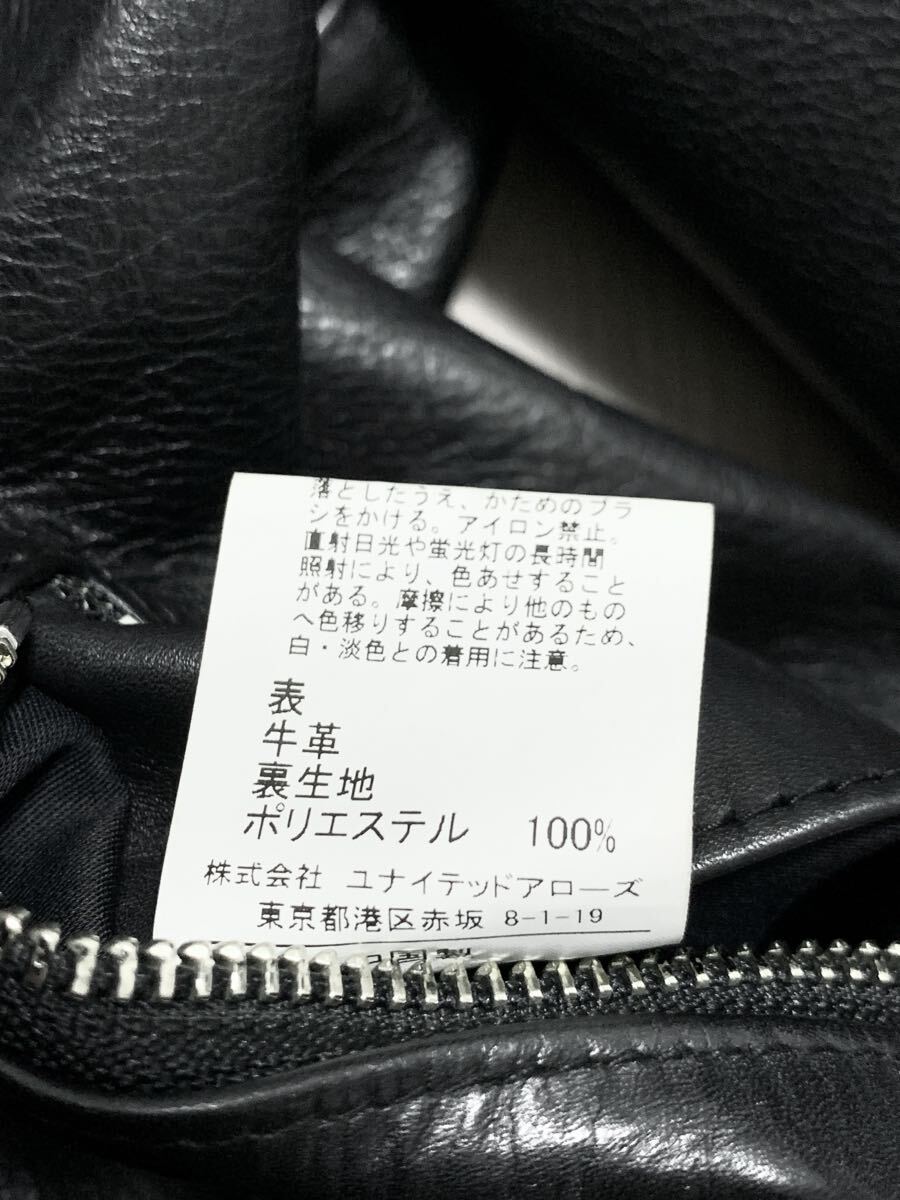 落としたうえ、かためのブラ
シをかける。アイロン禁止。
直射日光や蛍光灯の長時間
照射により、色あせすること
がある。摩擦により他のもの
へ色移りすることがあるため、
白・淡色との着用に注意。
表
牛革
裏生地
ポリエステル 100%
株式会社 ユナイテッドアローズ
東京都港区赤坂 8-1-19